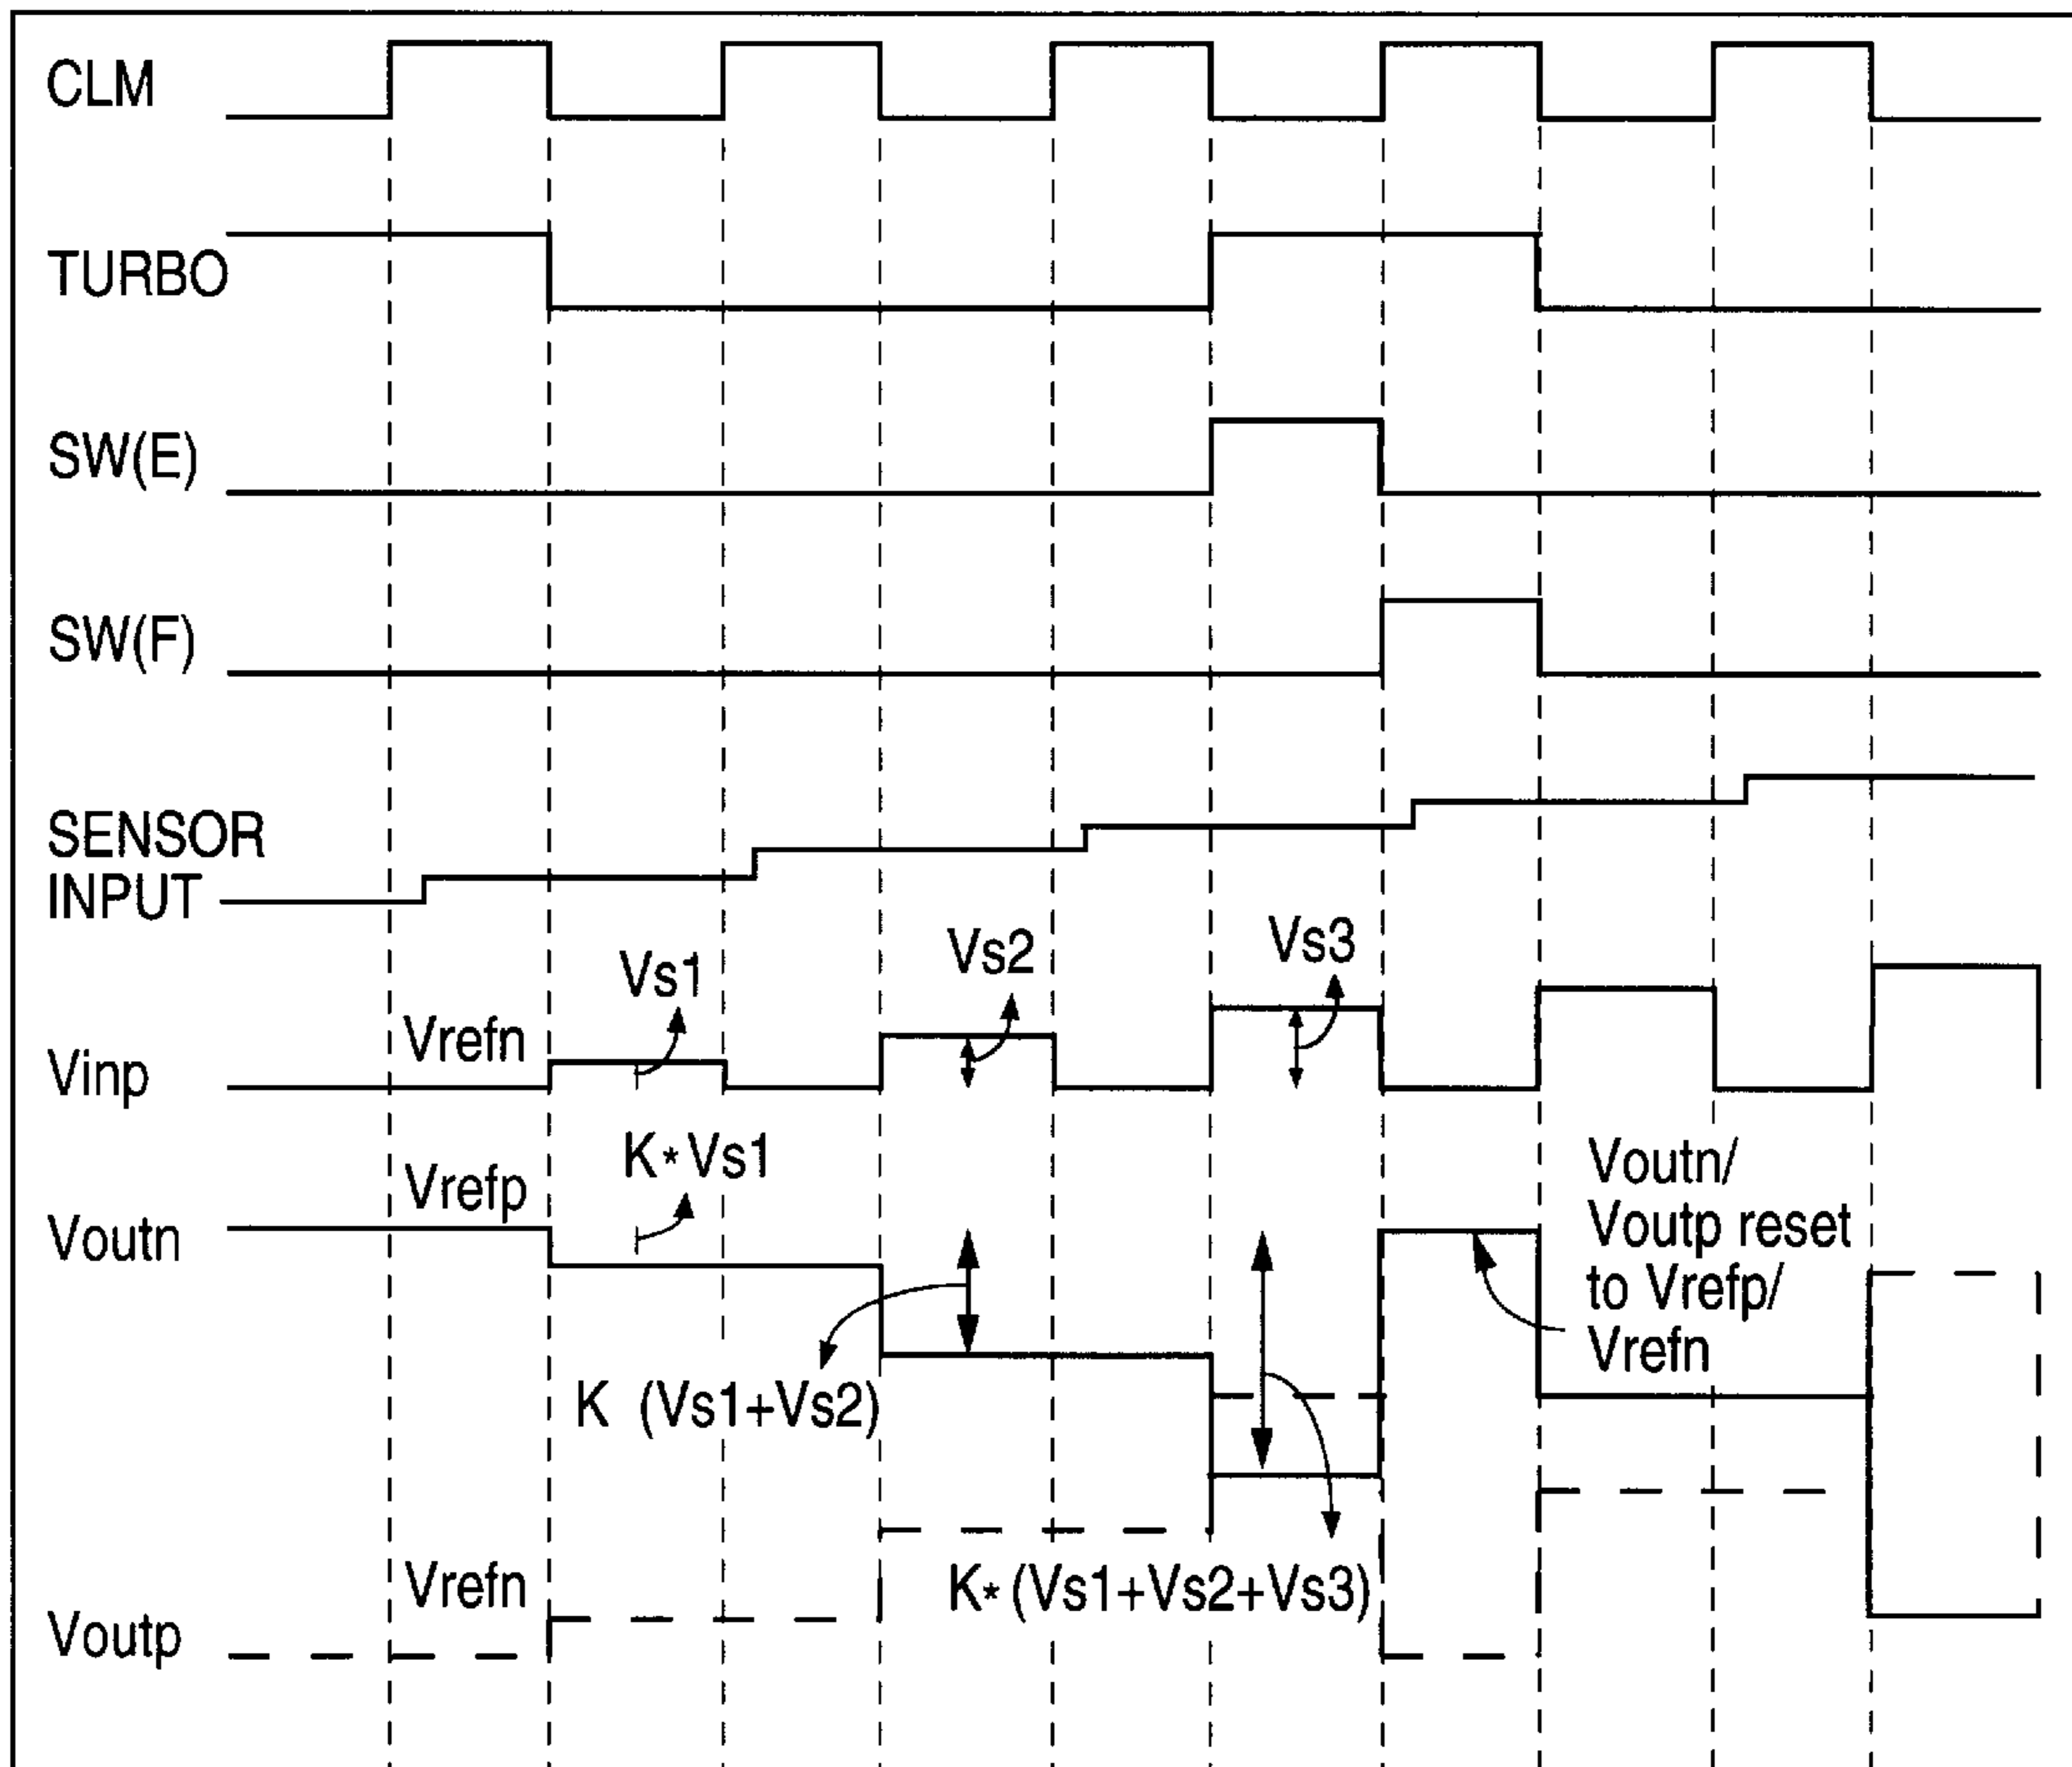 CLM
TURBO
SW(E)
SW(F)
SENSOR
INPUT
Vs1
Vs2
Vs3
Vrefn
Vinp
K*Vs1
Vrefp
Voutn
Voutn/
Voutp reset
to Vrefp/
Vrefn
K (Vs1+Vs2)
K*(Vs1+Vs2+Vs3)
Vrefn
Voutp